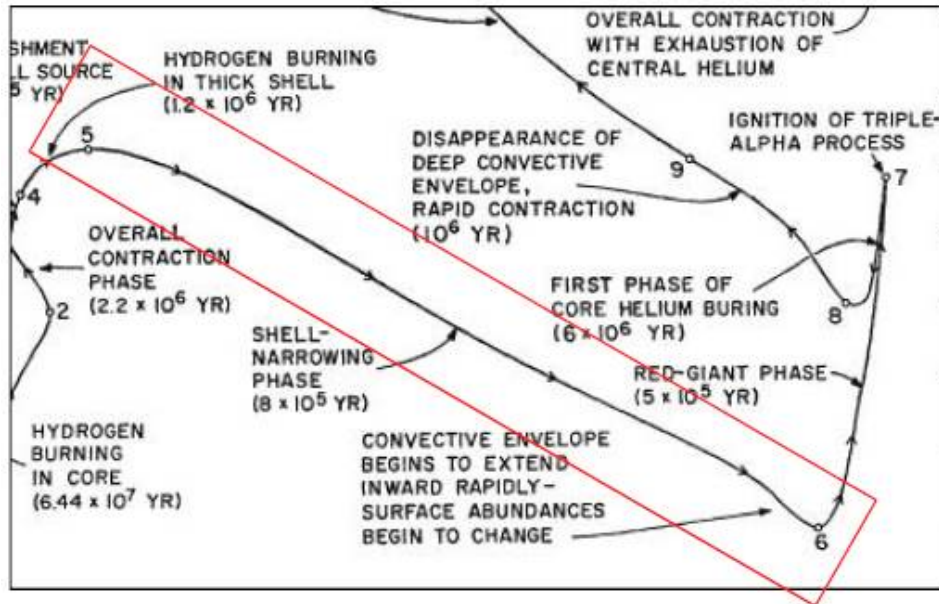 SHMENT
LL SOURCE
5 YR)
HYDROGEN BURNING
IN THICK SHELL
(1.2 x 10⁶ YR)
OVERALL CONTRACTION
WITH EXHAUSTION OF
CENTRAL HELIUM
IGNITION OF TRIPLE-
ALPHA PROCESS
DISAPPEARANCE OF
DEEP CONVECTIVE
ENVELOPE,
RAPID CONTRACTION
(10⁶ YR)
5
4
9
7
OVERALL
CONTRACTION
PHASE
(2.2 x 10⁶ YR)
2
FIRST PHASE OF
CORE HELIUM BURING
(6 x 10⁶ YR)
8
SHELL-
NARROWING
PHASE
(8 x 10⁵ YR)
RED-GIANT PHASE
(5 x 10⁵ YR)
HYDROGEN
BURNING
IN CORE
(6.44 x 10⁷ YR)
CONVECTIVE ENVELOPE
BEGINS TO EXTEND
INWARD RAPIDLY-
SURFACE ABUNDANCES
BEGIN TO CHANGE
6